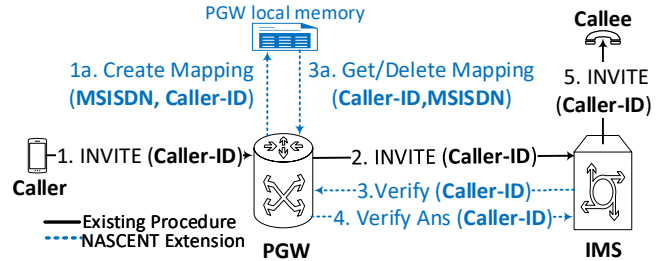 PGW local memory
Callee
1a. Create Mapping
(MSISDN, Caller-ID)
3a. Get/Delete Mapping
(Caller-ID,MSISDN)
5. INVITE
(Caller-ID)
1. INVITE (Caller-ID)
2. INVITE (Caller-ID)
Caller
3.Verify (Caller-ID)
4. Verify Ans (Caller-ID)
Existing Procedure
NASCENT Extension
PGW
IMS